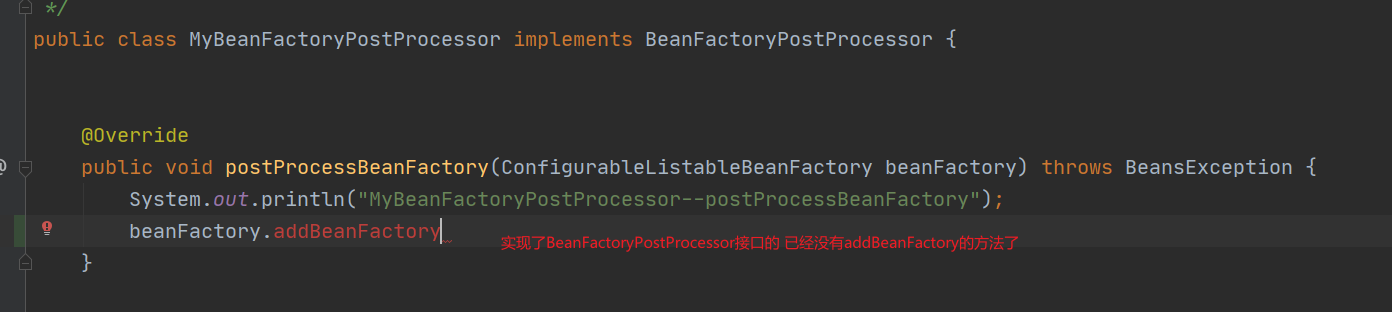 */
public class MyBeanFactoryPostProcessor implements BeanFactoryPostProcessor {
@Override
public void postProcessBeanFactory(ConfigurableListableBeanFactory beanFactory) throws BeansException {
System.out.println("MyBeanFactoryPostProcessor--postProcessBeanFactory");
beanFactory.addBeanFactory 实现了BeanFactoryPostProcessor接口的 已经没有addBeanFactory的方法了
}